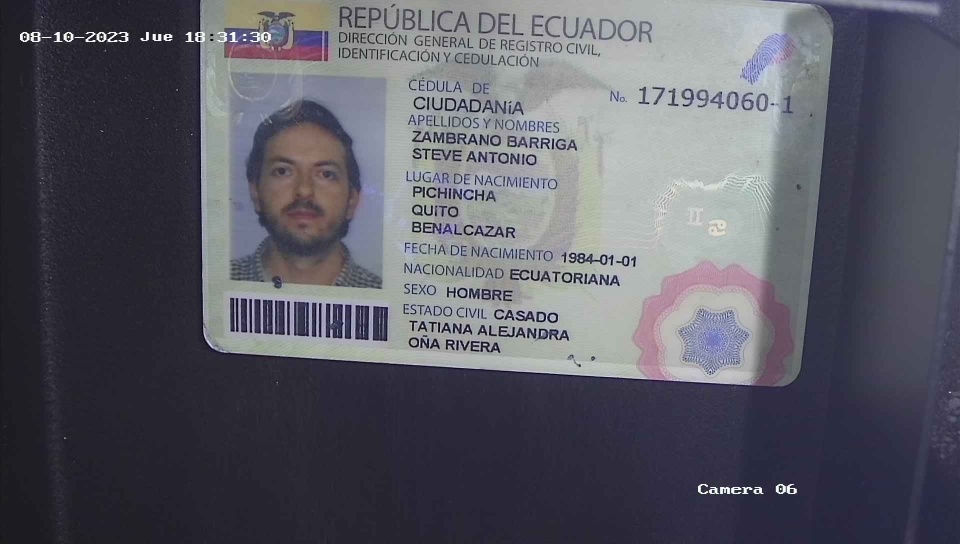 08-10-2023 Jue 18:31:30
REPÚBLICA DEL ECUADOR
DIRECCIÓN GENERAL DE REGISTRO CIVIL,
IDENTIFICACIÓN Y CEDULACIÓN
CÉDULA DE
No. 171994060-1
CIUDADANíA
APELLIDOS Y NOMBRES
ZAMBRANO BARRIGA
STEVE ANTONIO
LUGAR DE NACIMIENTO
PICHINCHA
QUITO
BENALCAZAR
FECHA DE NACIMIENTO 1984-01-01
NACIONALIDAD ECUATORIANA
SEXO HOMBRE
ESTADO CIVIL CASADO
TATIANA ALEJANDRA
OÑA RIVERA
Camera 06